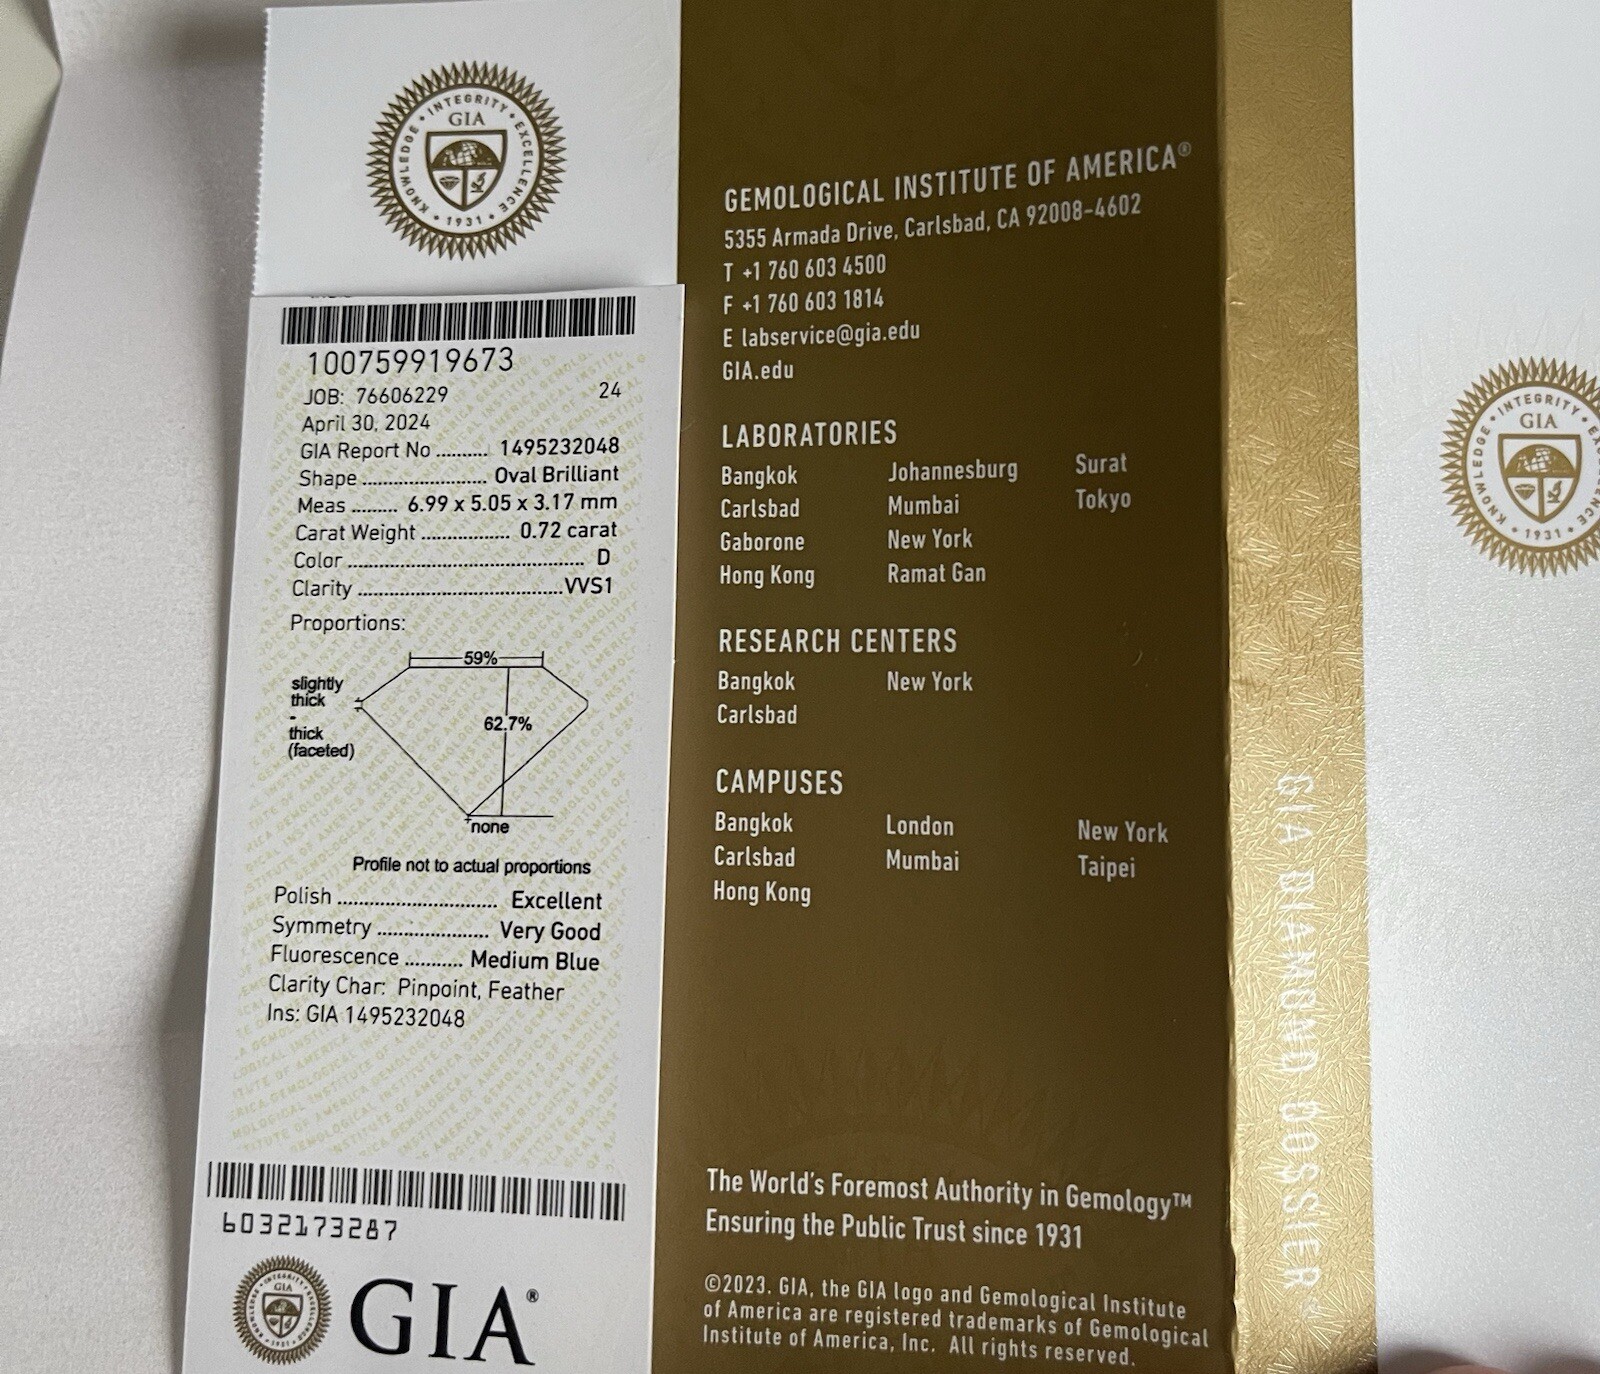 KNOWLEDGE • INTEGRITY • EXCELLENCE
GIA
• 1931 •
100759919673
JOB: 76606229 24
April 30, 2024
GIA Report No .......... 1495232048
Shape ........................ Oval Brilliant
Meas ......... 6.99 x 5.05 x 3.17 mm
Carat Weight ................. 0.72 carat
Color ............................................. D
Clarity .......................................VVS1
Proportions:
59%
slightly
thick
-
thick
(faceted)
62.7%
none
Profile not to actual proportions
Polish ............................... Excellent
Symmetry ...................... Very Good
Fluorescence ........... Medium Blue
Clarity Char: Pinpoint, Feather
Ins: GIA 1495232048
6032173287
GIA®
GEMOLOGICAL INSTITUTE OF AMERICA®
5355 Armada Drive, Carlsbad, CA 92008-4602
T +1 760 603 4500
F +1 760 603 1814
E labservice@gia.edu
GIA.edu
LABORATORIES
Bangkok Johannesburg Surat
Carlsbad Mumbai Tokyo
Gaborone New York
Hong Kong Ramat Gan
RESEARCH CENTERS
Bangkok New York
Carlsbad
CAMPUSES
Bangkok London New York
Carlsbad Mumbai Taipei
Hong Kong
The World's Foremost Authority in Gemology™
Ensuring the Public Trust since 1931
©2023. GIA, the GIA logo and Gemological Institute
of America are registered trademarks of Gemological
Institute of America, Inc. All rights reserved.
GIA DIAMOND DOSSIER®
KNOWLEDGE • INTEGRITY •
GIA
• 1931 •